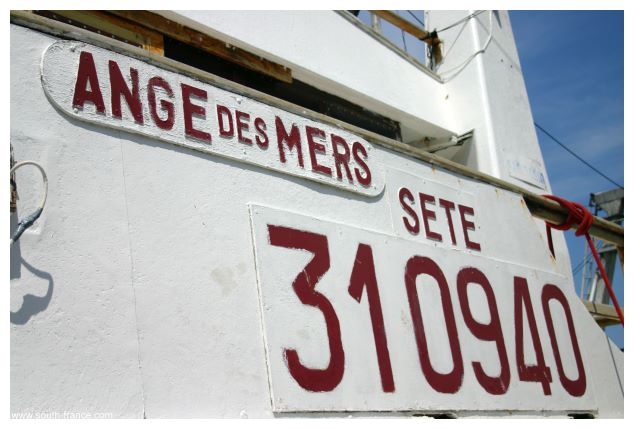 ANGE DES MERS
SETE
310940
www.south-france.com